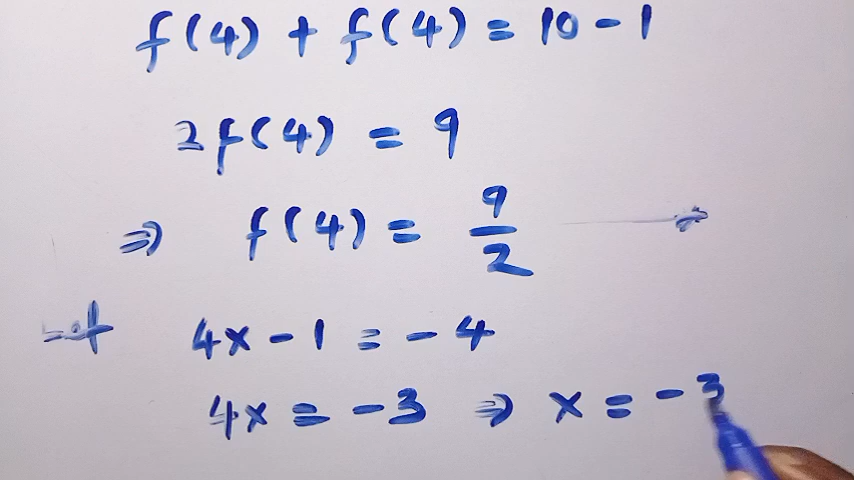 f(4) + f(4) = 10 - 1
2f(4) = 9
⇒ f(4) = 9/2 →
4x - 1 = -4
4x = -3 ⇒ x = -3